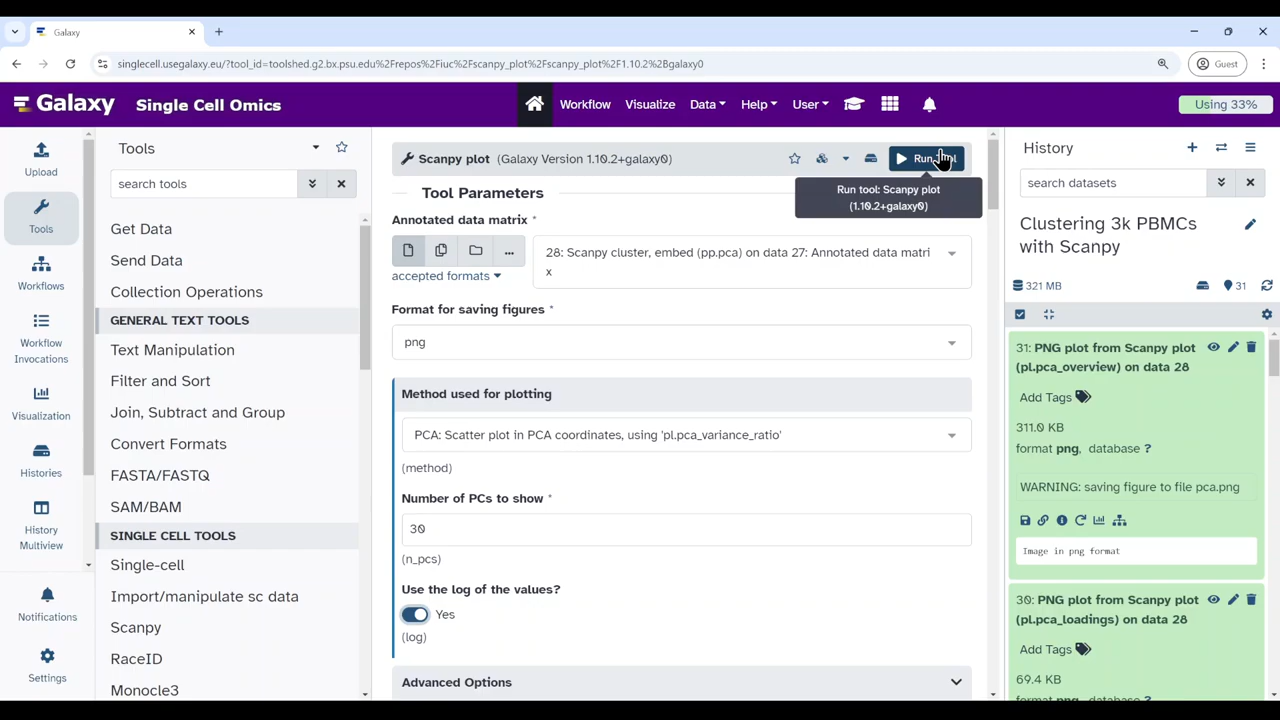 Galaxy
singlecell.usegalaxy.eu/?tool_id=toolshed.g2.bx.psu.edu%2Frepos%2Fiuc%2Fscanpy_plot%2Fscanpy_plot%2F1.10.2%2Bgalaxy0
Guest
Galaxy
Single Cell Omics
Workflow
Visualize
Data
Help
User
Using 33%
Upload
Tools
Workflows
Workflow
Invocations
Visualization
Histories
History
Multiview
Notifications
Settings
Tools
search tools
Get Data
Send Data
Collection Operations
GENERAL TEXT TOOLS
Text Manipulation
Filter and Sort
Join, Subtract and Group
Convert Formats
FASTA/FASTQ
SAM/BAM
SINGLE CELL TOOLS
Single-cell
Import/manipulate sc data
Scanpy
RaceID
Monocle3
Scanpy plot (Galaxy Version 1.10.2+galaxy0)
Run tool: Scanpy plot
(1.10.2+galaxy0)
Tool Parameters
Annotated data matrix *
28: Scanpy cluster, embed (pp.pca) on data 27: Annotated data matri
x
accepted formats
Format for saving figures *
png
Method used for plotting
PCA: Scatter plot in PCA coordinates, using 'pl.pca_variance_ratio'
(method)
Number of PCs to show *
30
(n_pcs)
Use the log of the values?
Yes
(log)
Advanced Options
History
search datasets
Clustering 3k PBMCs
with Scanpy
321 MB
31
31: PNG plot from Scanpy plot
(pl.pca_overview) on data 28
Add Tags
311.0 KB
format png, database ?
WARNING: saving figure to file pca.png
Image in png format
30: PNG plot from Scanpy plot
(pl.pca_loadings) on data 28
Add Tags
69.4 KB
format png, database ?